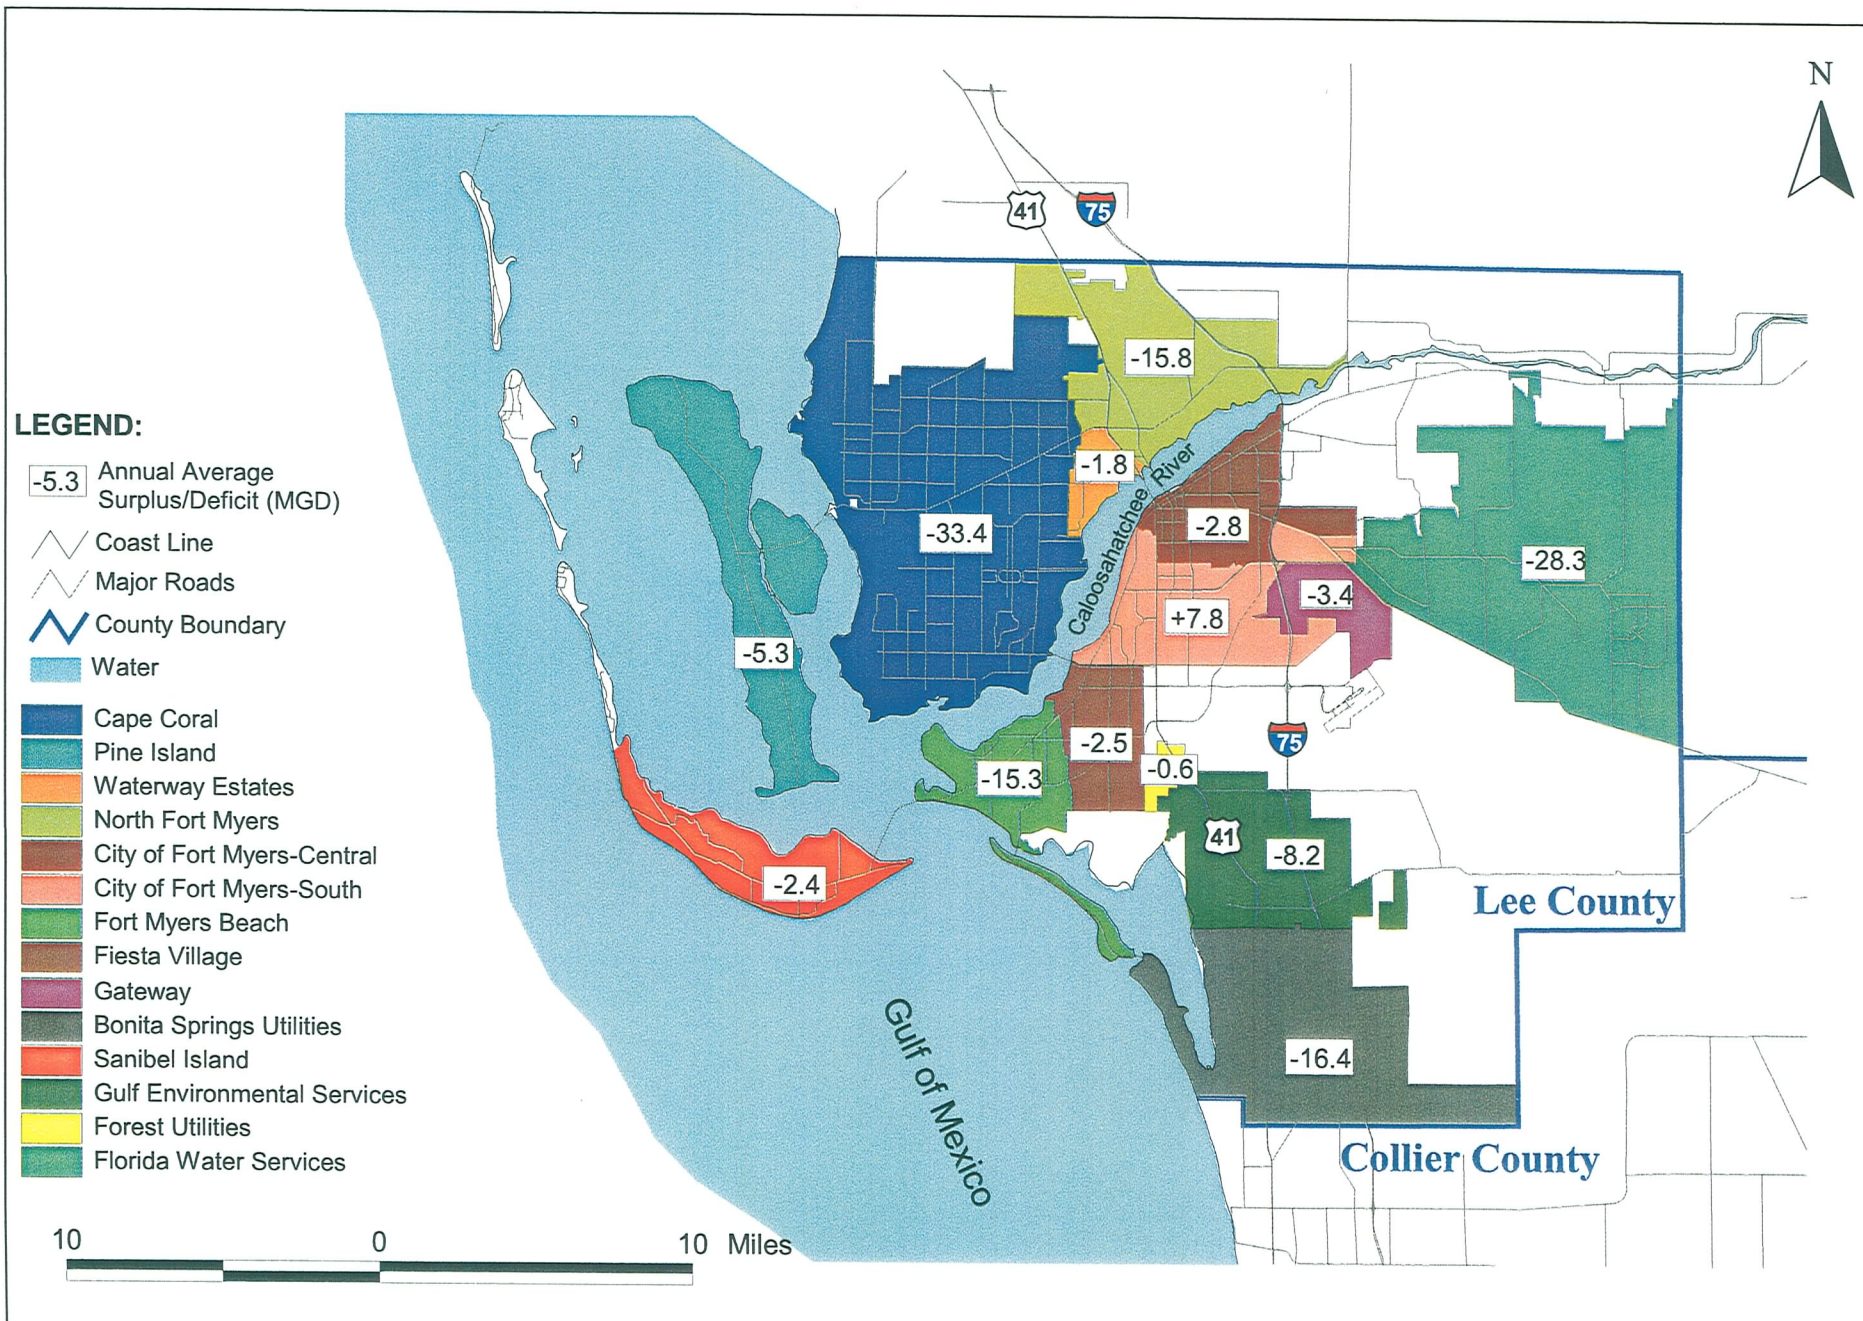 N
41
75
-15.8
LEGEND:
-5.3 Annual Average
Surplus/Deficit (MGD)
Coast Line
Major Roads
County Boundary
Water
Cape Coral
Pine Island
Waterway Estates
North Fort Myers
City of Fort Myers-Central
City of Fort Myers-South
Fort Myers Beach
Fiesta Village
Gateway
Bonita Springs Utilities
Sanibel Island
Gulf Environmental Services
Forest Utilities
Florida Water Services
-1.8
Caloosahatchee River
-33.4
-2.8
-28.3
-3.4
+7.8
-5.3
-2.5
75
-0.6
-15.3
41
-8.2
-2.4
Lee County
Gulf of Mexico
-16.4
Collier County
10 0 10 Miles